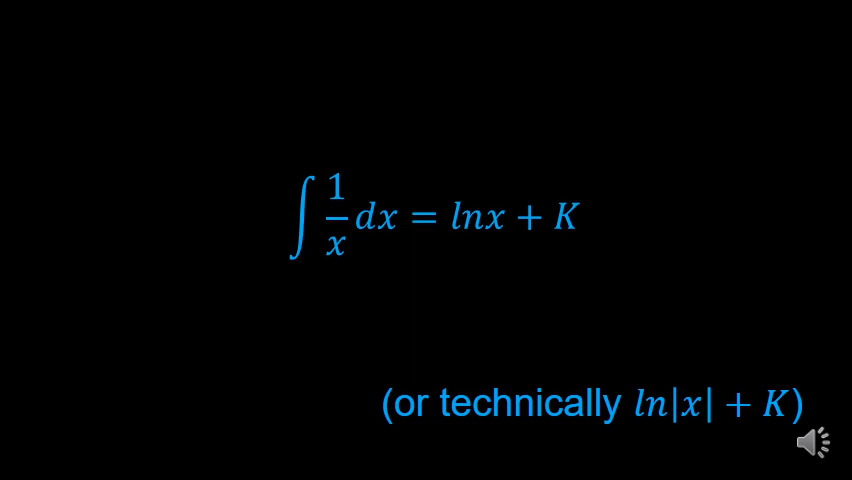 ∫ 1/x dx = lnx + K
(or technically ln|x| + K)